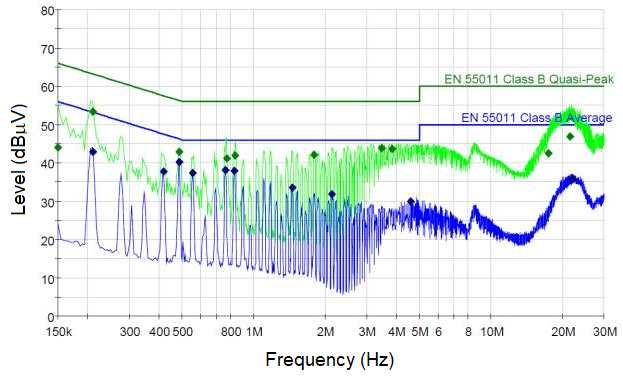 80
70
60
50
40
30
20
10
0
Level (dBµV)
EN 55011 Class B Quasi-Peak
EN 55011 Class B Average
150k 300 400 500 800 1M 2M 3M 4M 5M 6 8 10M 20M 30M
Frequency (Hz)